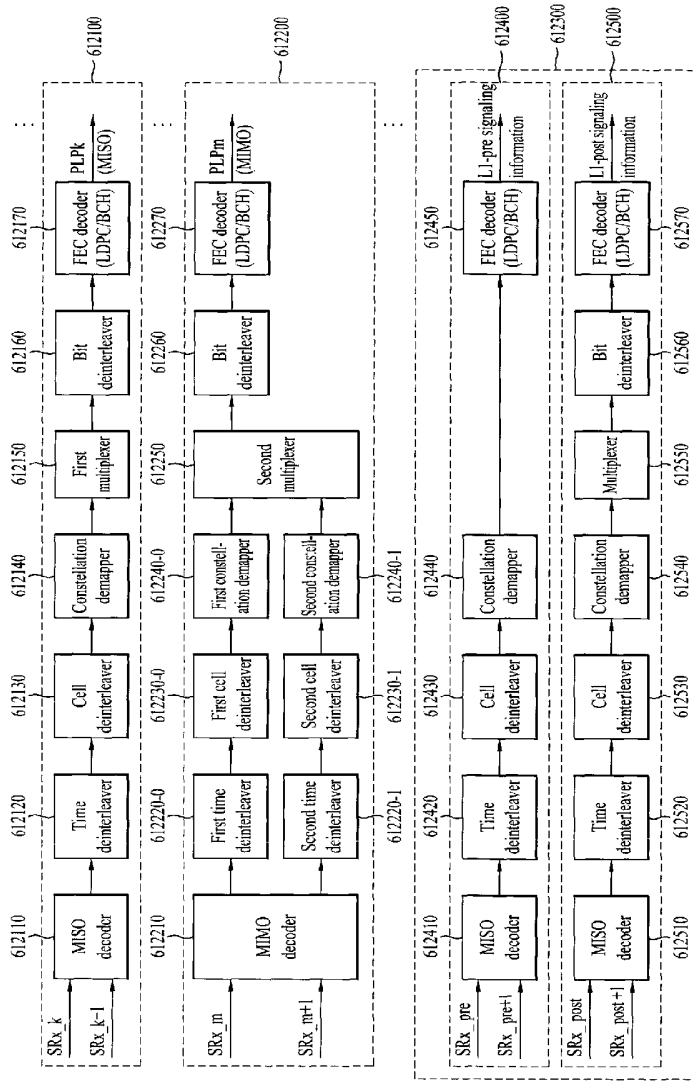 612100
612110
612120
612130
612140
612150
612160
612170
SRx_k
SRx_k-1
MISO
decoder
Time
deinterleaver
Cell
deinterleaver
Constellation
demapper
First
multiplexer
Bit
deinterleaver
FEC decoder
(LDPC/BCH)
PLPk
(MISO)
...
612200
612210
612220-0
612230-0
612240-0
612250
612260
612270
SRx_m
SRx_m+1
MIMO
decoder
First time
deinterleaver
First cell
deinterleaver
First constell-
ation demapper
Second time
deinterleaver
Second cell
deinterleaver
Second constell-
ation demapper
Second
multiplexer
Bit
deinterleaver
FEC decoder
(LDPC/BCH)
PLPm
(MIMO)
612220-1
612230-1
612240-1
...
...
612400
612410
612420
612430
612440
612450
SRx_pre
SRx_pre+1
MISO
decoder
Time
deinterleaver
Cell
deinterleaver
Constellation
demapper
FEC decoder
(LDPC/BCH)
L1-pre signaling
information
612300
612500
SRx_post
SRx_post+1
MISO
decoder
Time
deinterleaver
Cell
deinterleaver
Constellation
demapper
Multiplexer
Bit
deinterleaver
FEC decoder
(LDPC/BCH)
L1-post signaling
information
612510
612520
612530
612540
612550
612560
612570